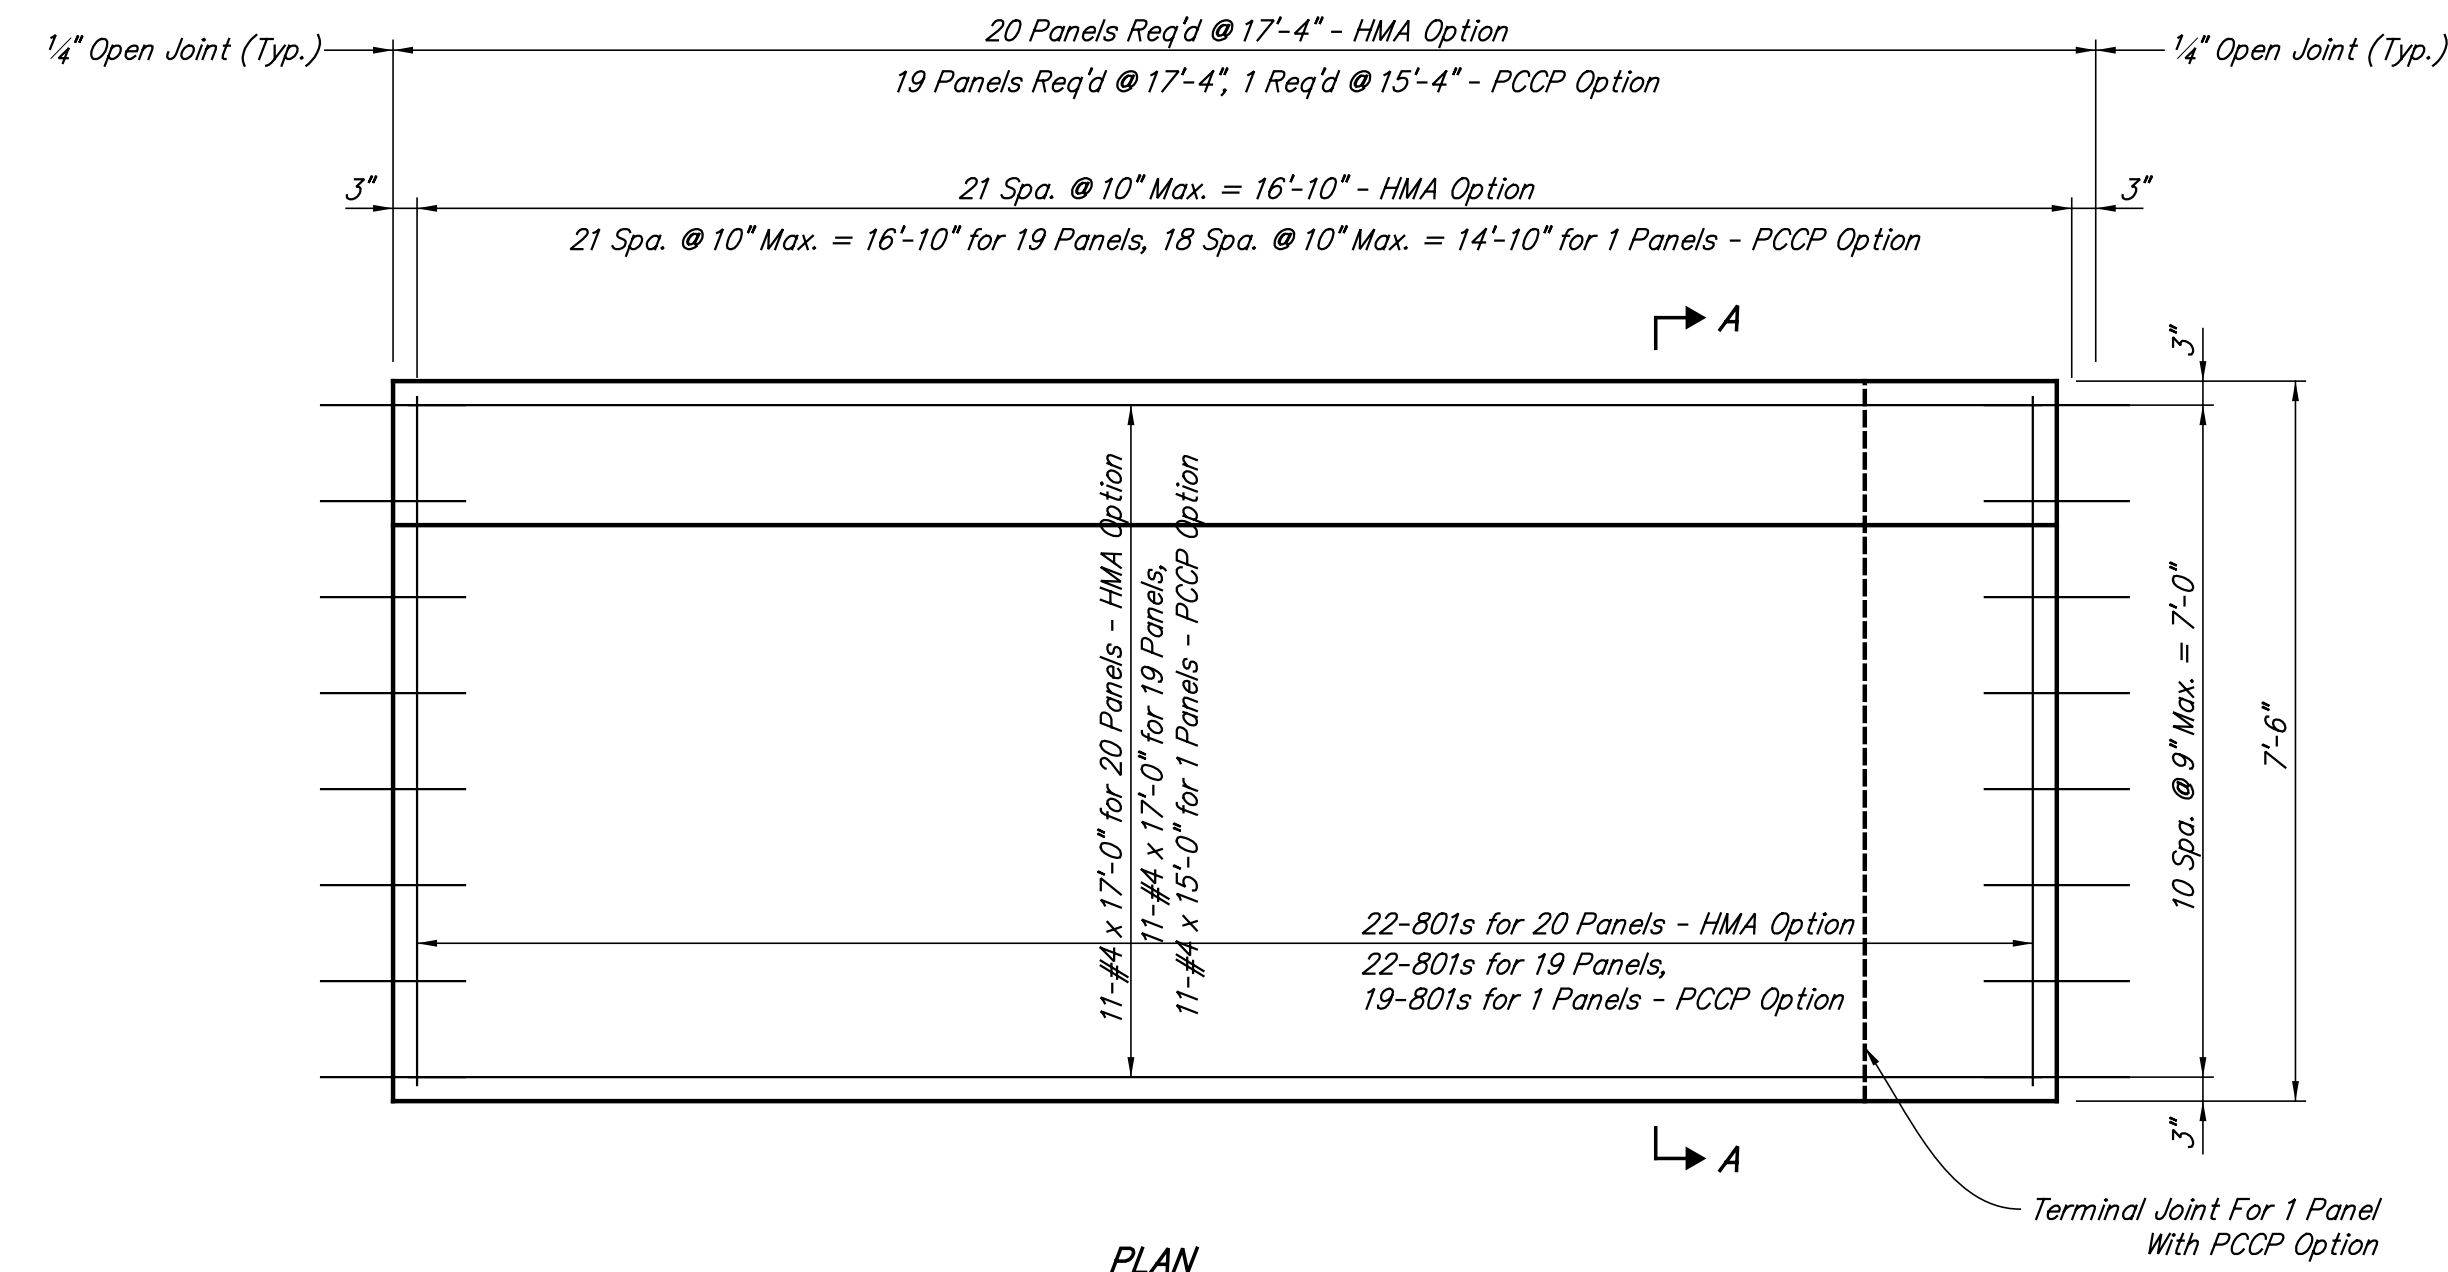 20 Panels Req'd @ 17'-4" - HMA Option
¼" Open Joint (Typ.)
¼" Open Joint (Typ.)
19 Panels Req'd @ 17'-4", 1 Req'd @ 15'-4" - PCCP Option
3"
21 Spa. @ 10" Max. = 16'-10" - HMA Option
3"
21 Spa. @ 10" Max. = 16'-10" for 19 Panels, 18 Spa. @ 10" Max. = 14'-10" for 1 Panels - PCCP Option
A
3"
11-#4 x 17'-0" for 20 Panels - HMA Option
11-#4 x 17'-0" for 19 Panels,
11-#4 x 15'-0" for 1 Panels - PCCP Option
10 Spa. @ 9" Max. = 7'-0"
7'-6"
22-801s for 20 Panels - HMA Option
22-801s for 19 Panels,
19-801s for 1 Panels - PCCP Option
3"
A
Terminal Joint For 1 Panel
With PCCP Option
PLAN